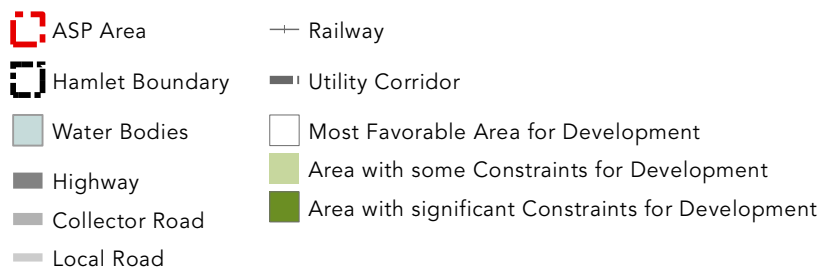 ASP Area
Hamlet Boundary
Water Bodies
Highway
Collector Road
Local Road
Railway
Utility Corridor
Most Favorable Area for Development
Area with some Constraints for Development
Area with significant Constraints for Development